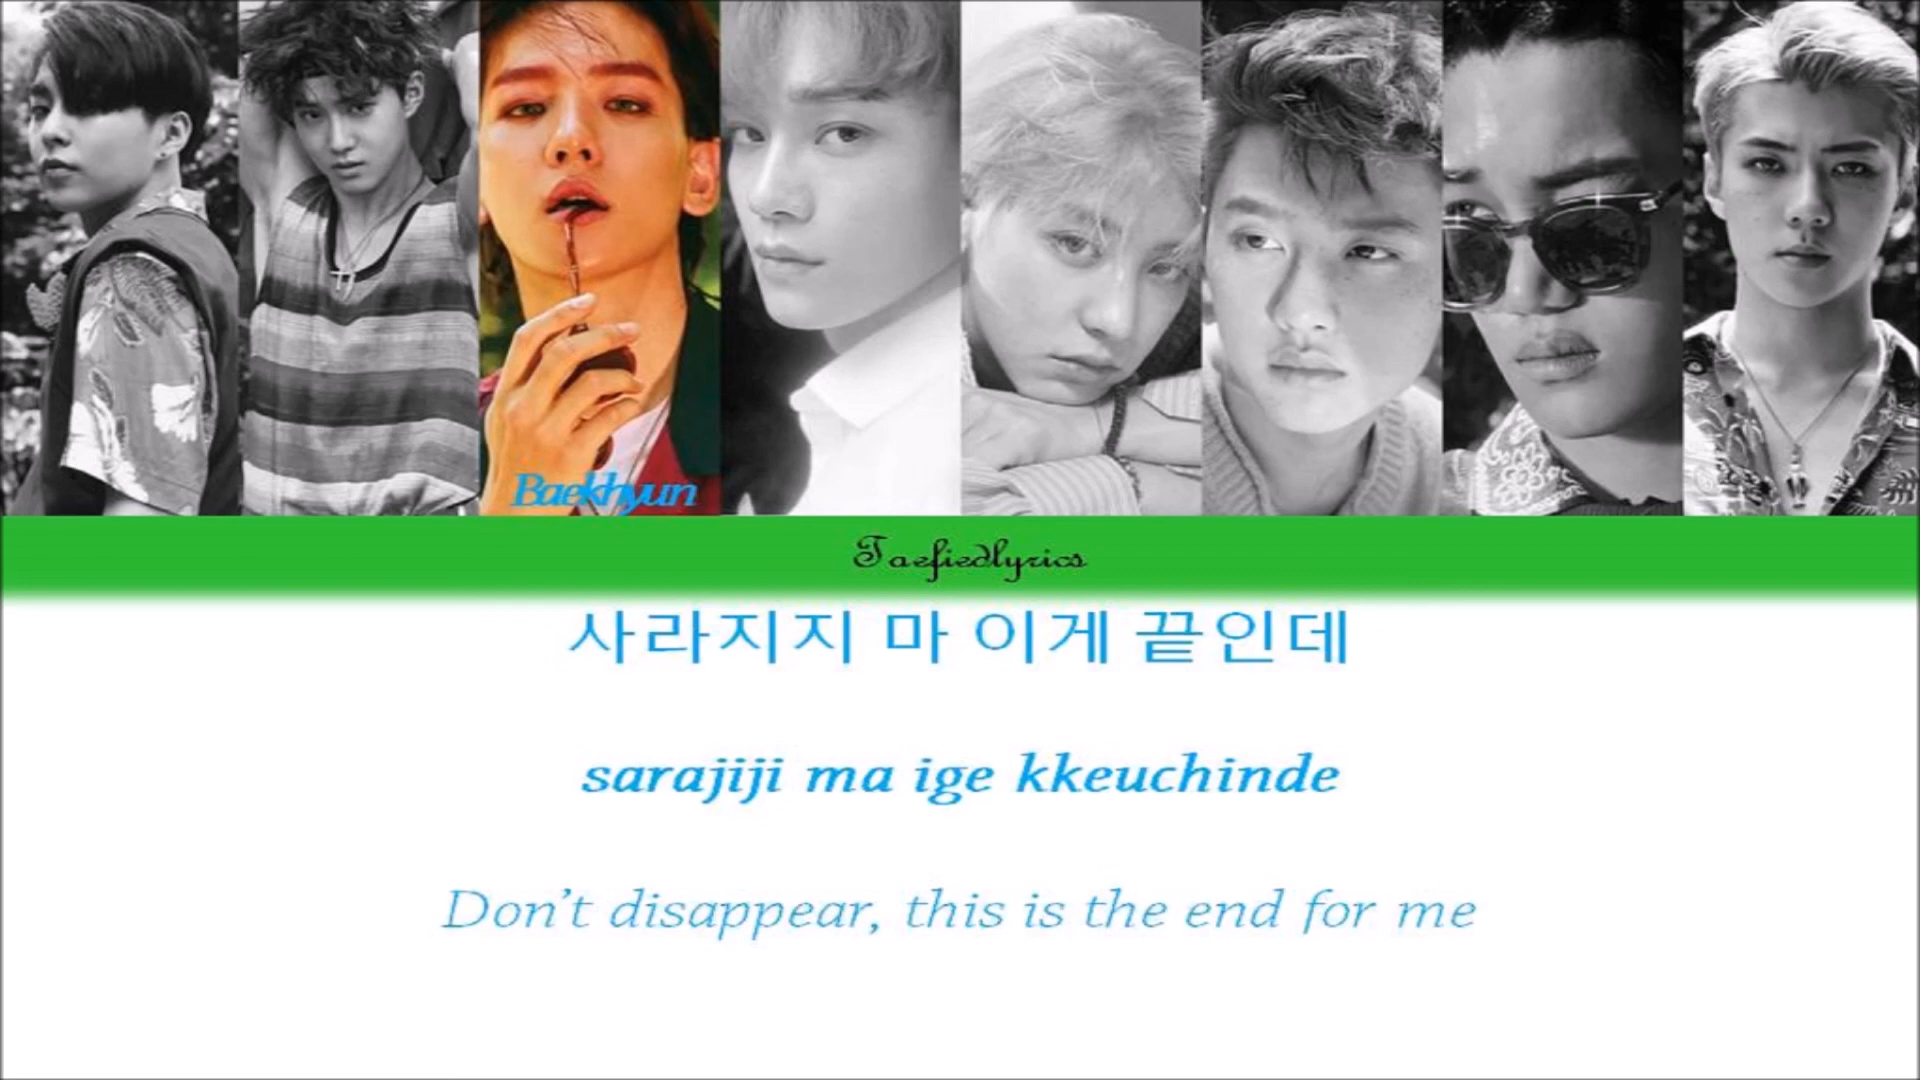 Baekhyun
Taefiedlyrics
사라지지 마 이게 끝인데
sarajiji ma ige kkeuchinde
Don't disappear, this is the end for me